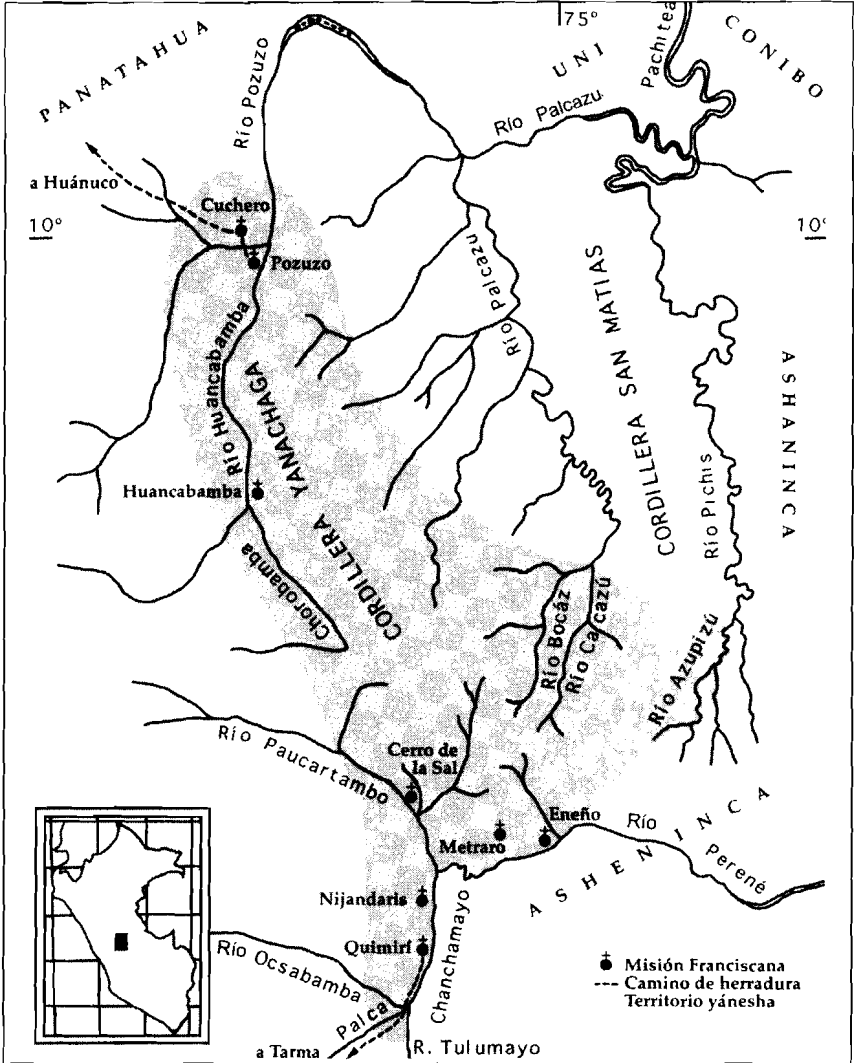 75°
PANATAHUA
Río Pozuzo
UNI
Pachitea
CONIBO
Río Palcazu
a Huánuco
Cuchero
10°
10°
Pozuzo
Río Palcazu
CORDILLERA SAN MATIAS
Río Huancabamba
CORDILLERA YANACHAGA
Río Palcazu
Río Pichis
ASHANINCA
Huancabamba
Chorobamba
Río Bocáz
Río Cacazú
Río Azupizú
Río Paucartambo
Cerro de
la Sal
Eneño
Río Perené
Metraro
ASHENINCA
Nijandaris
Chanchamayo
Quimirí
Río Ocsabamba
Palca
a Tarma
R. Tulumayo
Misión Franciscana
Camino de herradura
Territorio yánesha